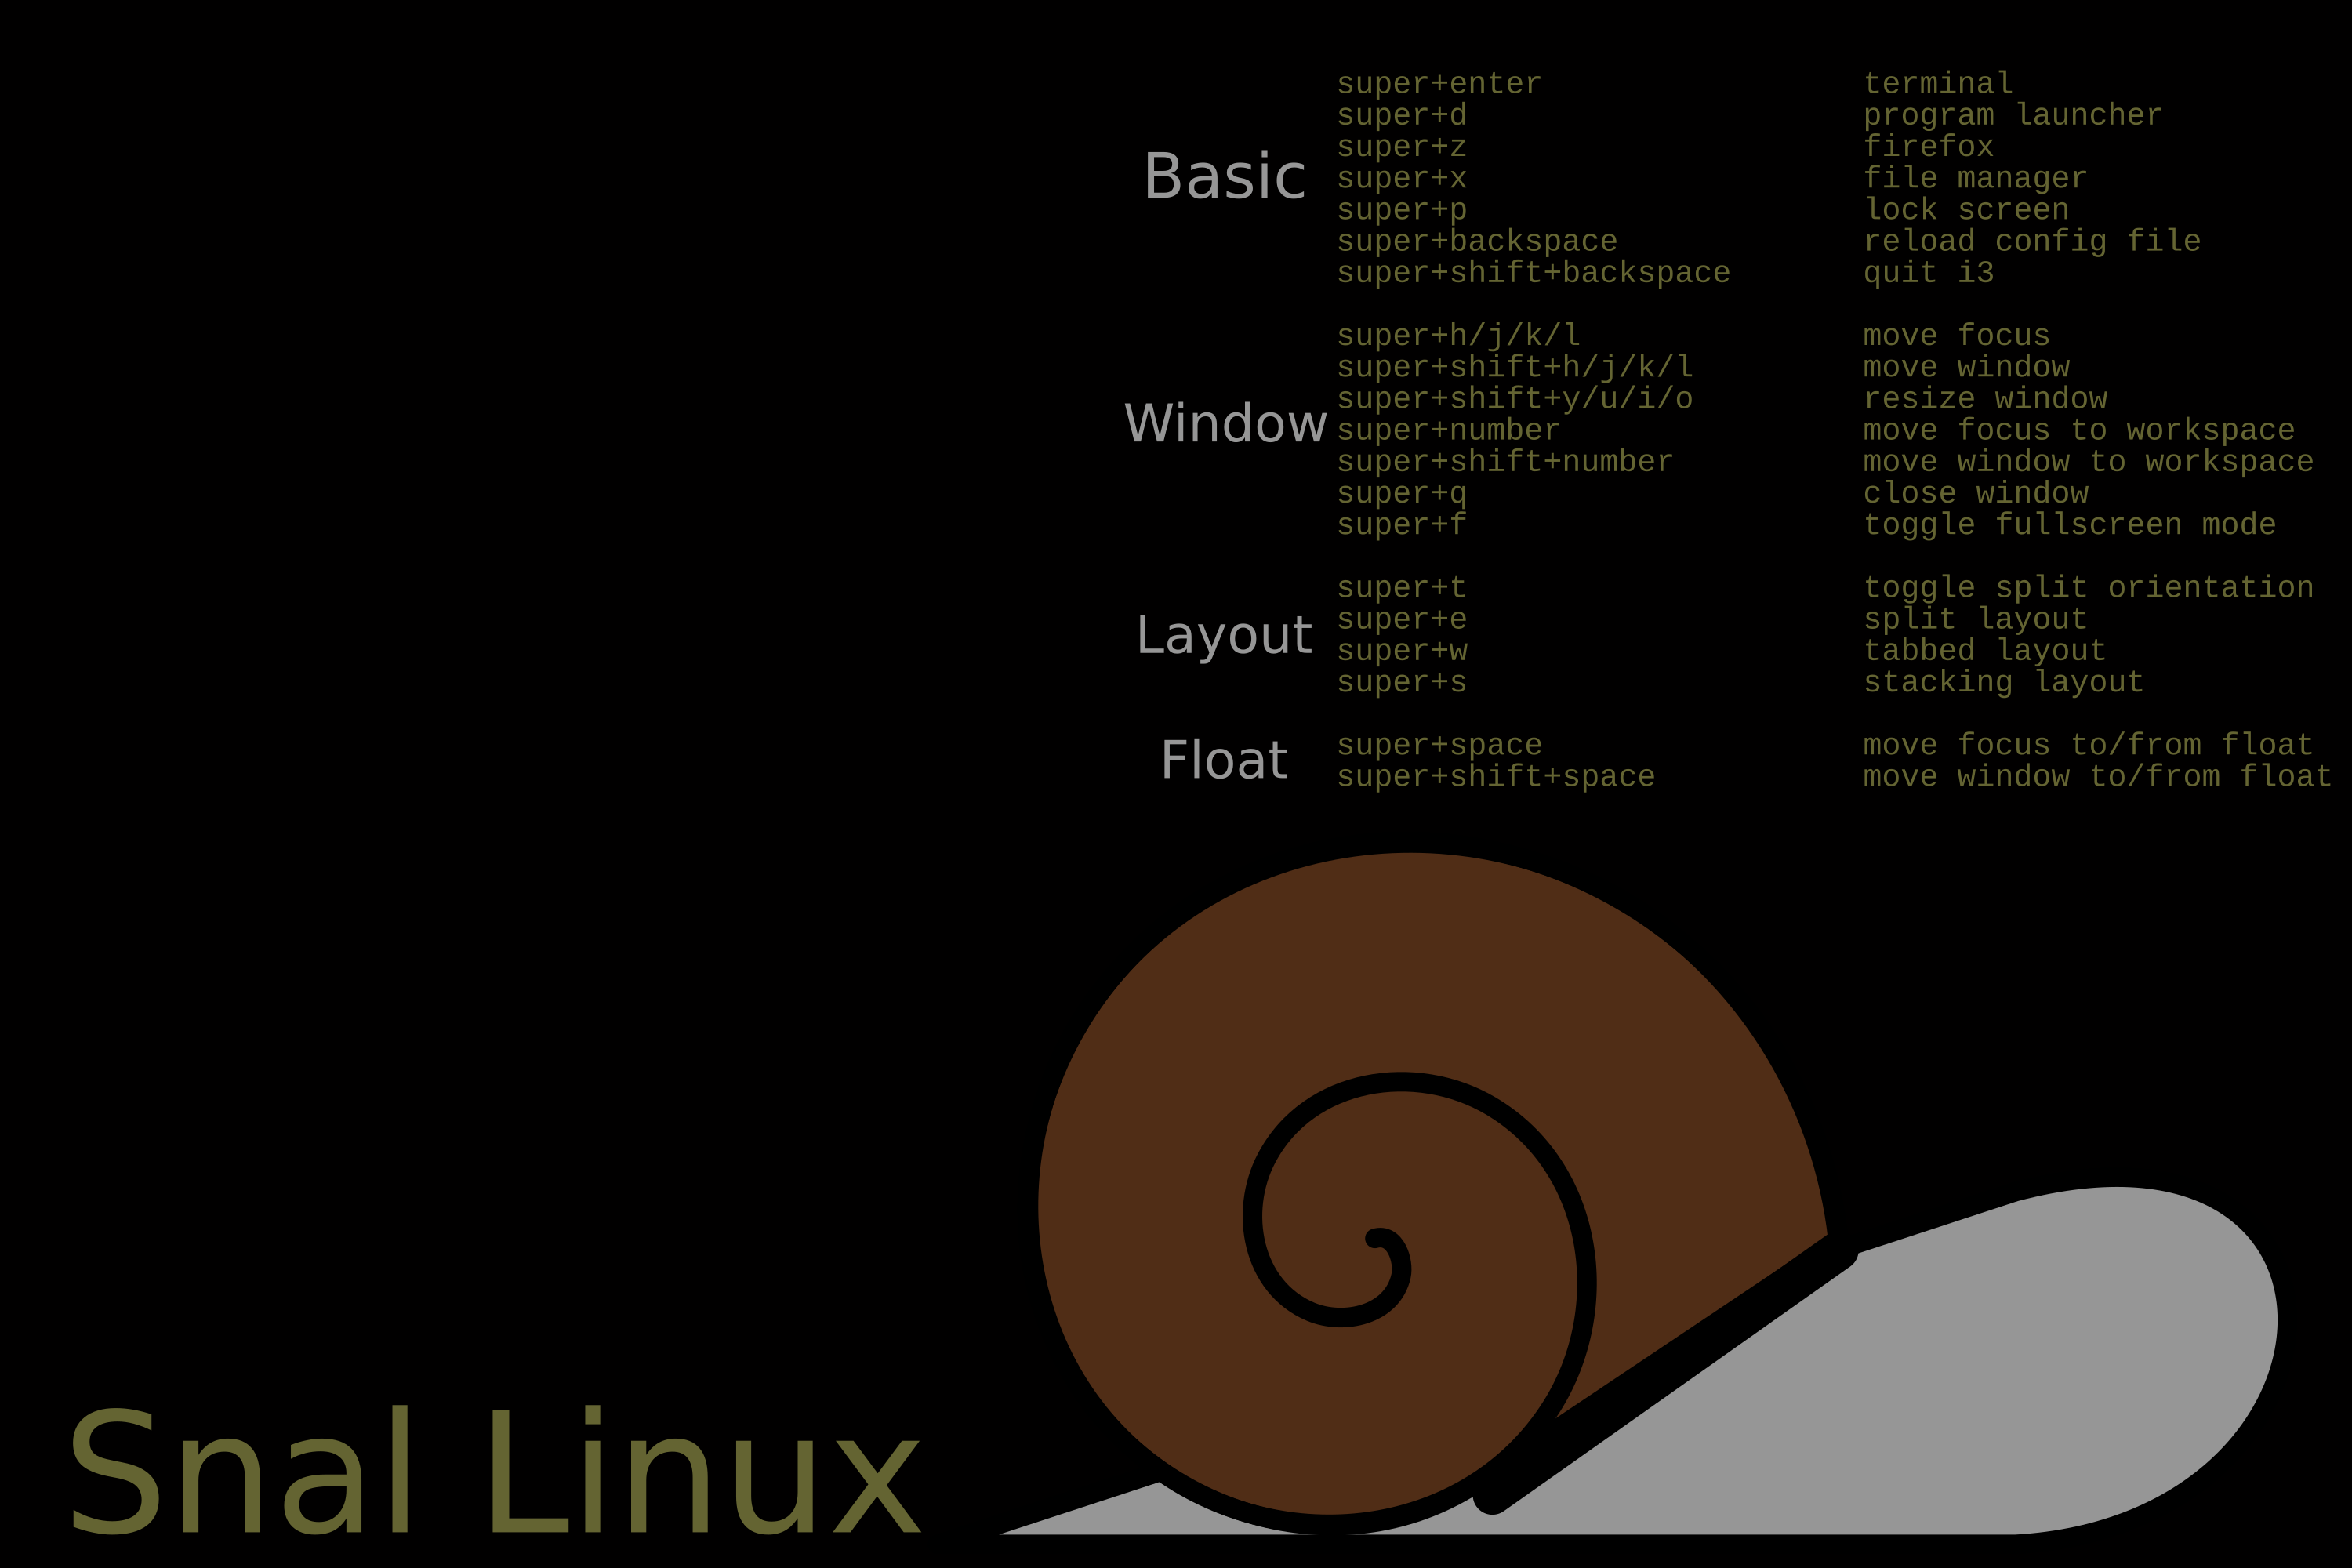 Basic
super+enter terminal
super+d program launcher
super+z firefox
super+x file manager
super+p lock screen
super+backspace reload config file
super+shift+backspace quit i3
Window
super+h/j/k/l move focus
super+shift+h/j/k/l move window
super+shift+y/u/i/o resize window
super+number move focus to workspace
super+shift+number move window to workspace
super+q close window
super+f toggle fullscreen mode
Layout
super+t toggle split orientation
super+e split layout
super+w tabbed layout
super+s stacking layout
Float
super+space move focus to/from float
super+shift+space move window to/from float
Snal Linux